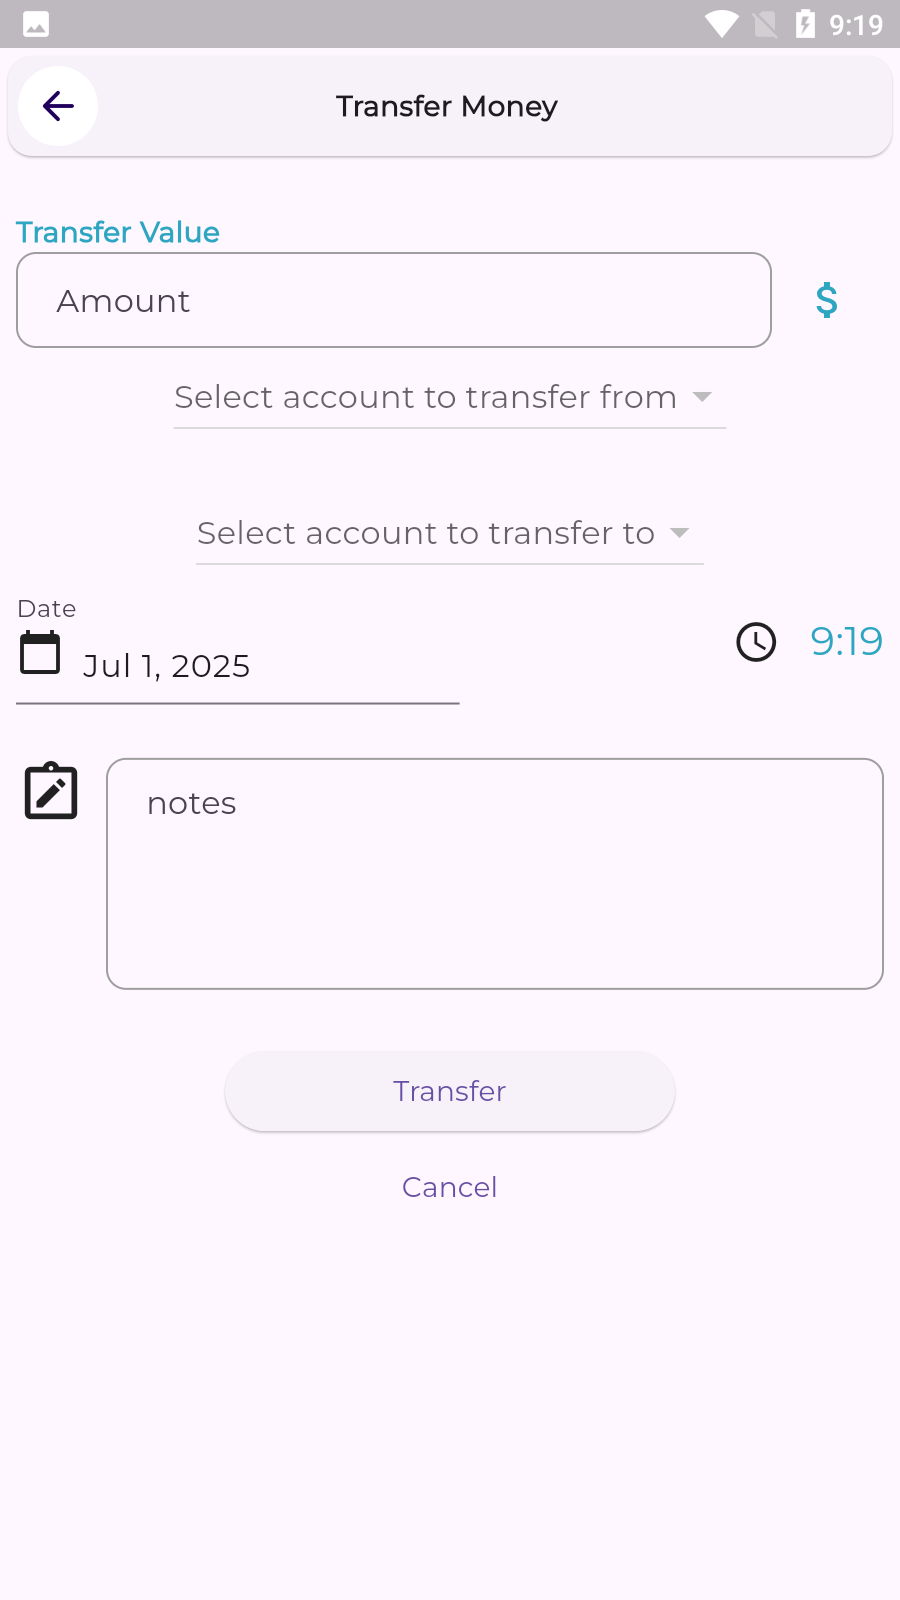 9:19
Transfer Money
Transfer Value
Amount
$
Select account to transfer from
Select account to transfer to
Date
Jul 1, 2025
9:19
notes
Transfer
Cancel